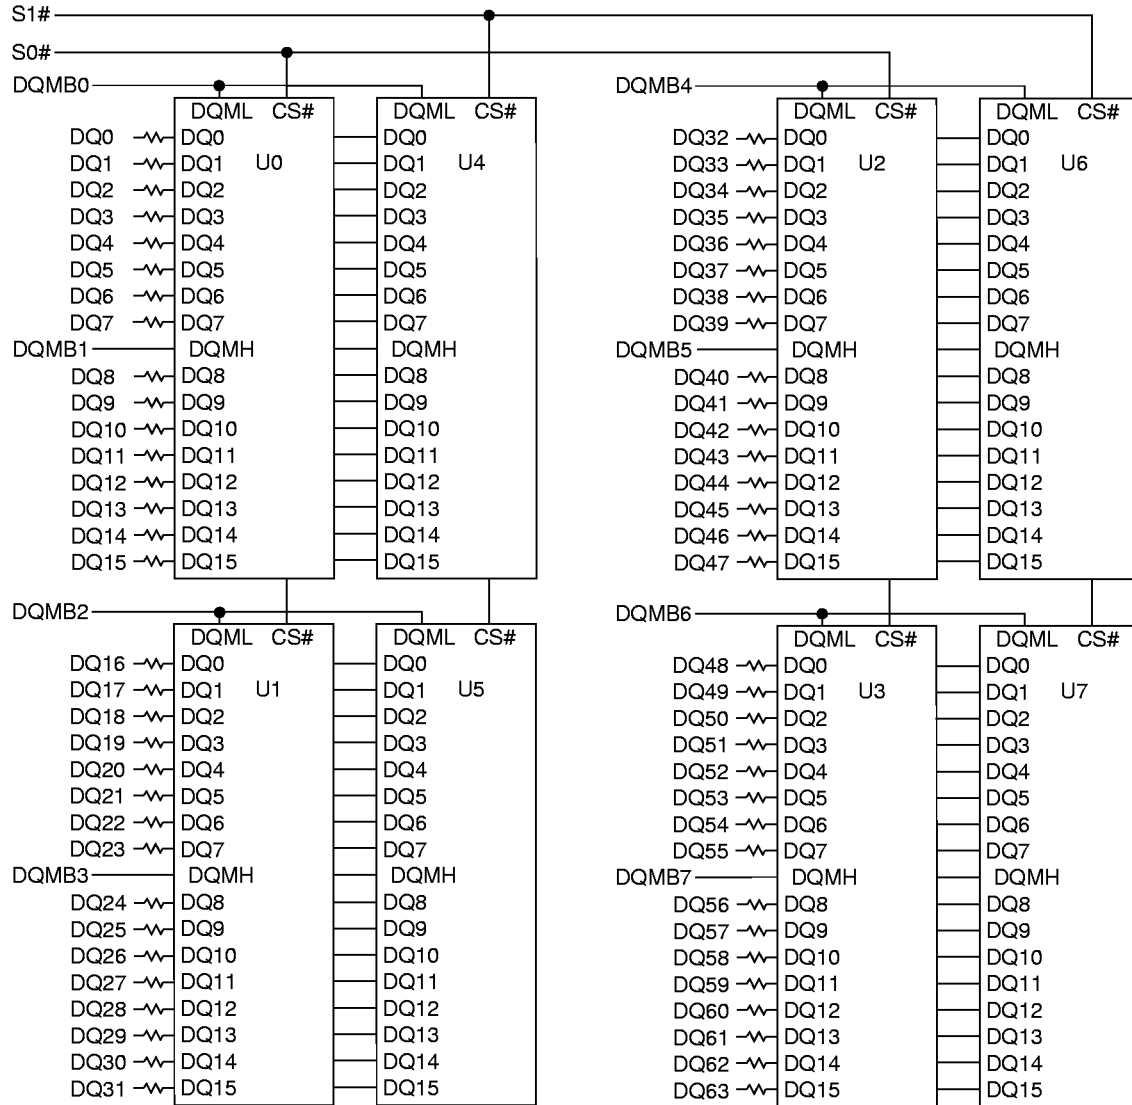 S1#
S0#
DQMB0 DQMB4
DQML CS# DQML CS# DQML CS# DQML CS#
DQ0 DQ0 DQ0 DQ32 DQ0 DQ0
DQ1 DQ1 U0 DQ1 U4 DQ33 DQ1 U2 DQ1 U6
DQ2 DQ2 DQ2 DQ34 DQ2 DQ2
DQ3 DQ3 DQ3 DQ35 DQ3 DQ3
DQ4 DQ4 DQ4 DQ36 DQ4 DQ4
DQ5 DQ5 DQ5 DQ37 DQ5 DQ5
DQ6 DQ6 DQ6 DQ38 DQ6 DQ6
DQ7 DQ7 DQ7 DQ39 DQ7 DQ7
DQMB1 DQMH DQMH DQMB5 DQMH DQMH
DQ8 DQ8 DQ8 DQ40 DQ8 DQ8
DQ9 DQ9 DQ9 DQ41 DQ9 DQ9
DQ10 DQ10 DQ10 DQ42 DQ10 DQ10
DQ11 DQ11 DQ11 DQ43 DQ11 DQ11
DQ12 DQ12 DQ12 DQ44 DQ12 DQ12
DQ13 DQ13 DQ13 DQ45 DQ13 DQ13
DQ14 DQ14 DQ14 DQ46 DQ14 DQ14
DQ15 DQ15 DQ15 DQ47 DQ15 DQ15
DQMB2 DQMB6
DQML CS# DQML CS# DQML CS# DQML CS#
DQ16 DQ0 DQ0 DQ48 DQ0 DQ0
DQ17 DQ1 U1 DQ1 U5 DQ49 DQ1 U3 DQ1 U7
DQ18 DQ2 DQ2 DQ50 DQ2 DQ2
DQ19 DQ3 DQ3 DQ51 DQ3 DQ3
DQ20 DQ4 DQ4 DQ52 DQ4 DQ4
DQ21 DQ5 DQ5 DQ53 DQ5 DQ5
DQ22 DQ6 DQ6 DQ54 DQ6 DQ6
DQ23 DQ7 DQ7 DQ55 DQ7 DQ7
DQMB3 DQMH DQMH DQMB7 DQMH DQMH
DQ24 DQ8 DQ8 DQ56 DQ8 DQ8
DQ25 DQ9 DQ9 DQ57 DQ9 DQ9
DQ26 DQ10 DQ10 DQ58 DQ10 DQ10
DQ27 DQ11 DQ11 DQ59 DQ11 DQ11
DQ28 DQ12 DQ12 DQ60 DQ12 DQ12
DQ29 DQ13 DQ13 DQ61 DQ13 DQ13
DQ30 DQ14 DQ14 DQ62 DQ14 DQ14
DQ31 DQ15 DQ15 DQ63 DQ15 DQ15